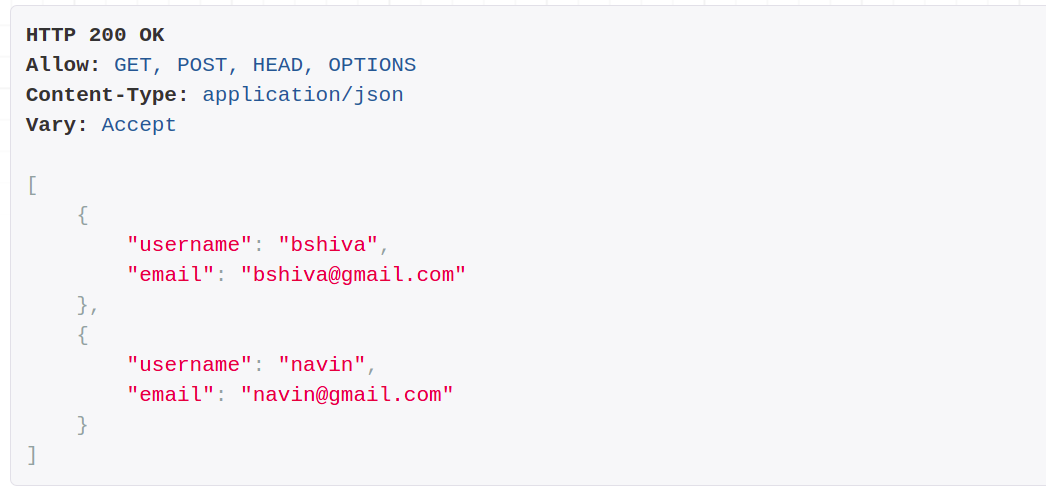 HTTP 200 OK
Allow: GET, POST, HEAD, OPTIONS
Content-Type: application/json
Vary: Accept
[
{
"username": "bshiva",
"email": "bshiva@gmail.com"
},
{
"username": "navin",
"email": "navin@gmail.com"
}
]